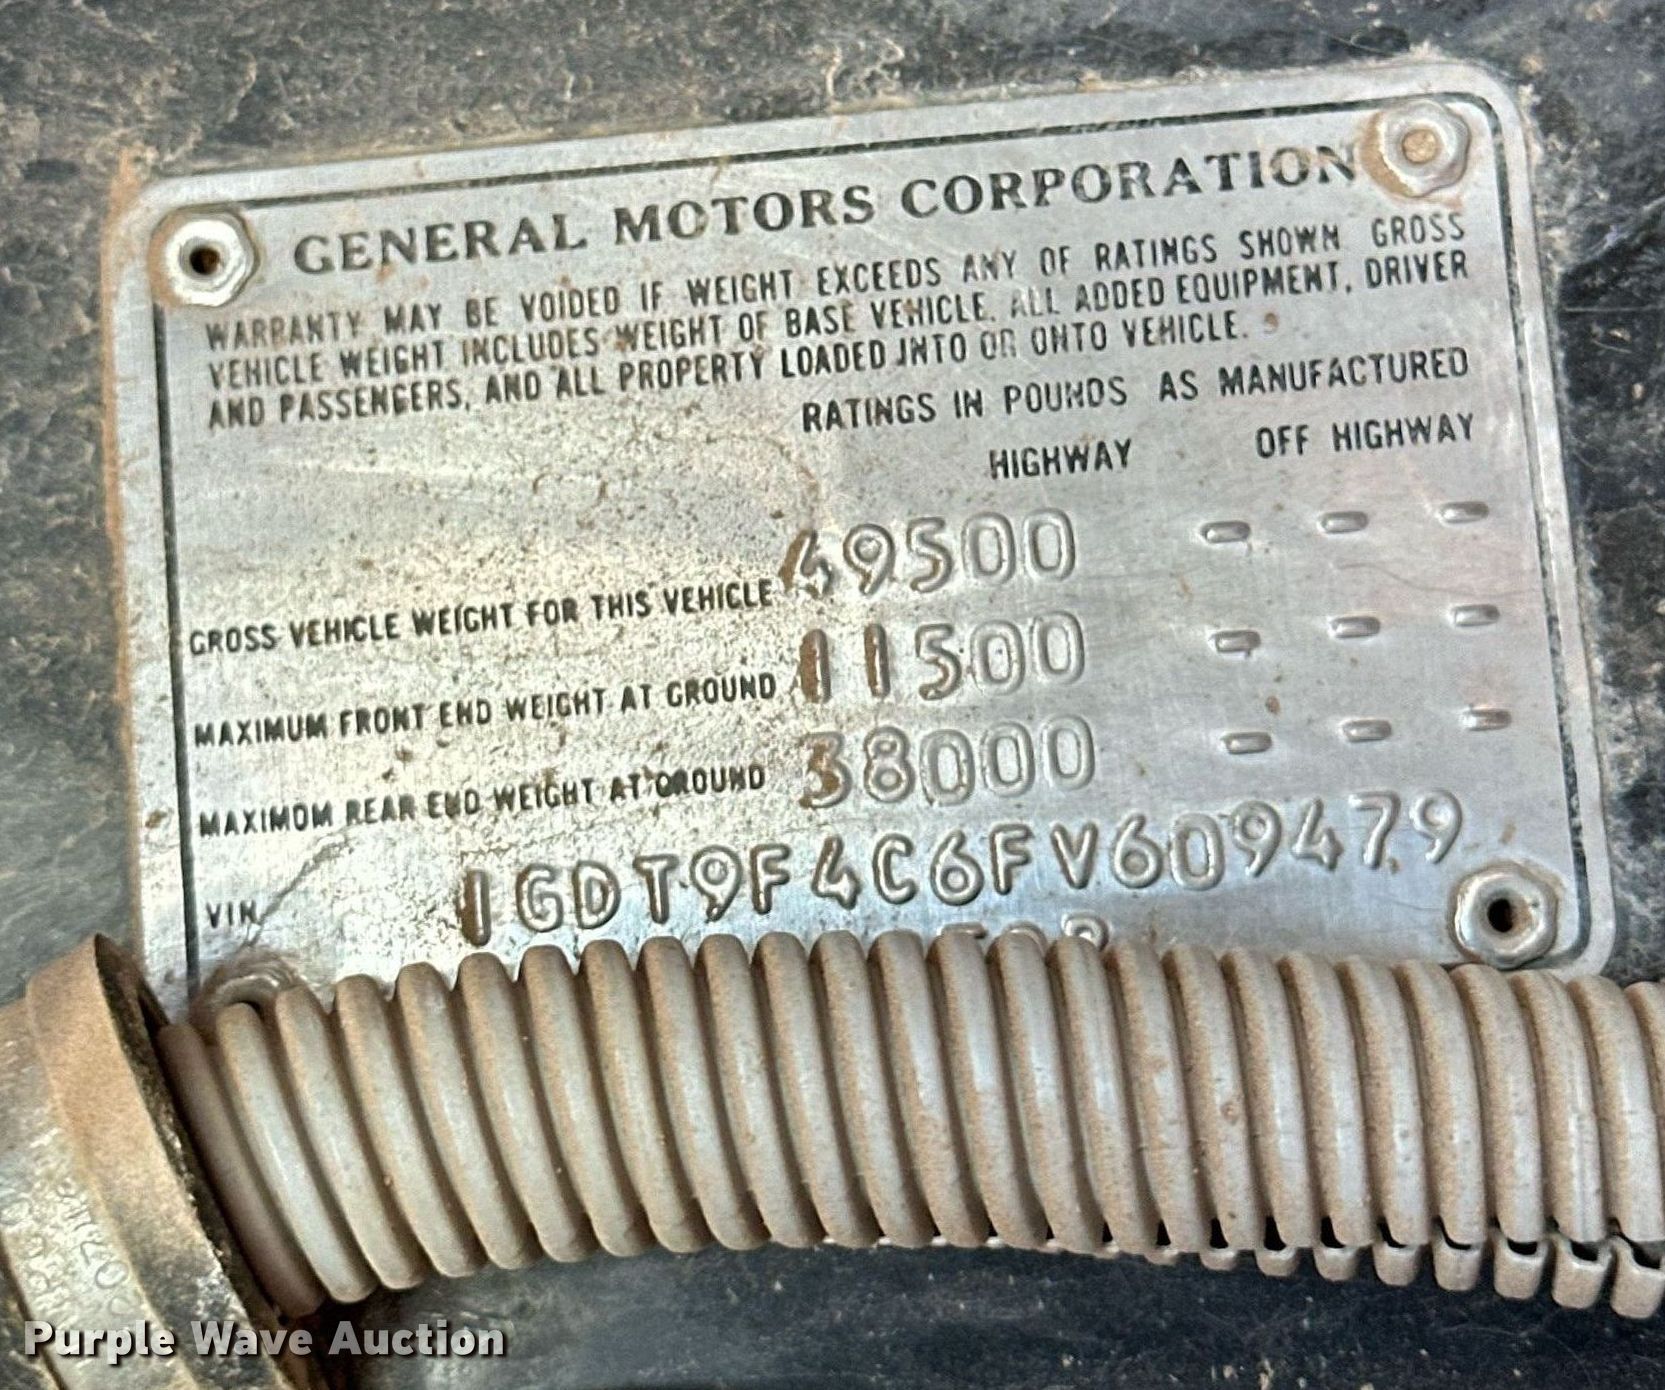 GENERAL MOTORS CORPORATION
WARRANTY MAY BE VOIDED IF WEIGHT EXCEEDS ANY OF RATINGS SHOWN GROSS
VEHICLE WEIGHT INCLUDES WEIGHT OF BASE VEHICLE. ALL ADDED EQUIPMENT, DRIVER
AND PASSENGERS, AND ALL PROPERTY LOADED INTO OR ONTO VEHICLE.
RATINGS IN POUNDS AS MANUFACTURED
HIGHWAY OFF HIGHWAY
GROSS VEHICLE WEIGHT FOR THIS VEHICLE 49500 - - -
MAXIMUM FRONT END WEIGHT AT GROUND 11500 - - -
MAXIMUM REAR END WEIGHT AT GROUND 38000 - - -
VIN 1GDT9F4C6FV609479
Purple Wave Auction